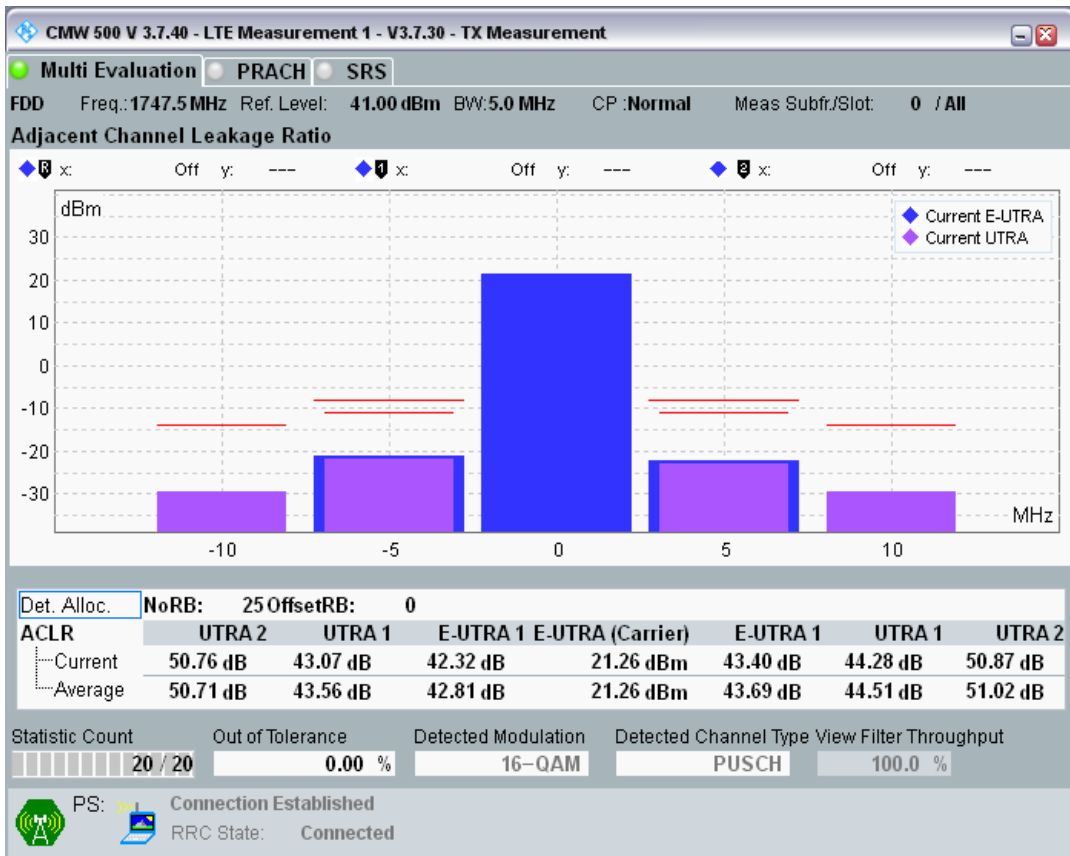 CMW 500 V 3.7.40 - LTE Measurement 1 - V3.7.30 - TX Measurement
Multi Evaluation PRACH SRS
FDD Freq.:1747.5 MHz Ref. Level: 41.00 dBm BW:5.0 MHz CP :Normal Meas Subfr./Slot: 0 / All
Adjacent Channel Leakage Ratio
R x: Off y: --- 1 x: Off y: --- 2 x: Off y: ---
dBm
Current E-UTRA
Current UTRA
30
20
10
0
-10
-20
-30
MHz
-10 -5 0 5 10
Det. Alloc. NoRB: 25 OffsetRB: 0
ACLR UTRA 2 UTRA 1 E-UTRA 1 E-UTRA (Carrier) E-UTRA 1 UTRA 1 UTRA 2
Current 50.76 dB 43.07 dB 42.32 dB 21.26 dBm 43.40 dB 44.28 dB 50.87 dB
Average 50.71 dB 43.56 dB 42.81 dB 21.26 dBm 43.69 dB 44.51 dB 51.02 dB
Statistic Count Out of Tolerance Detected Modulation Detected Channel Type View Filter Throughput
20 / 20 0.00 % 16-QAM PUSCH 100.0 %
PS: Connection Established
RRC State: Connected